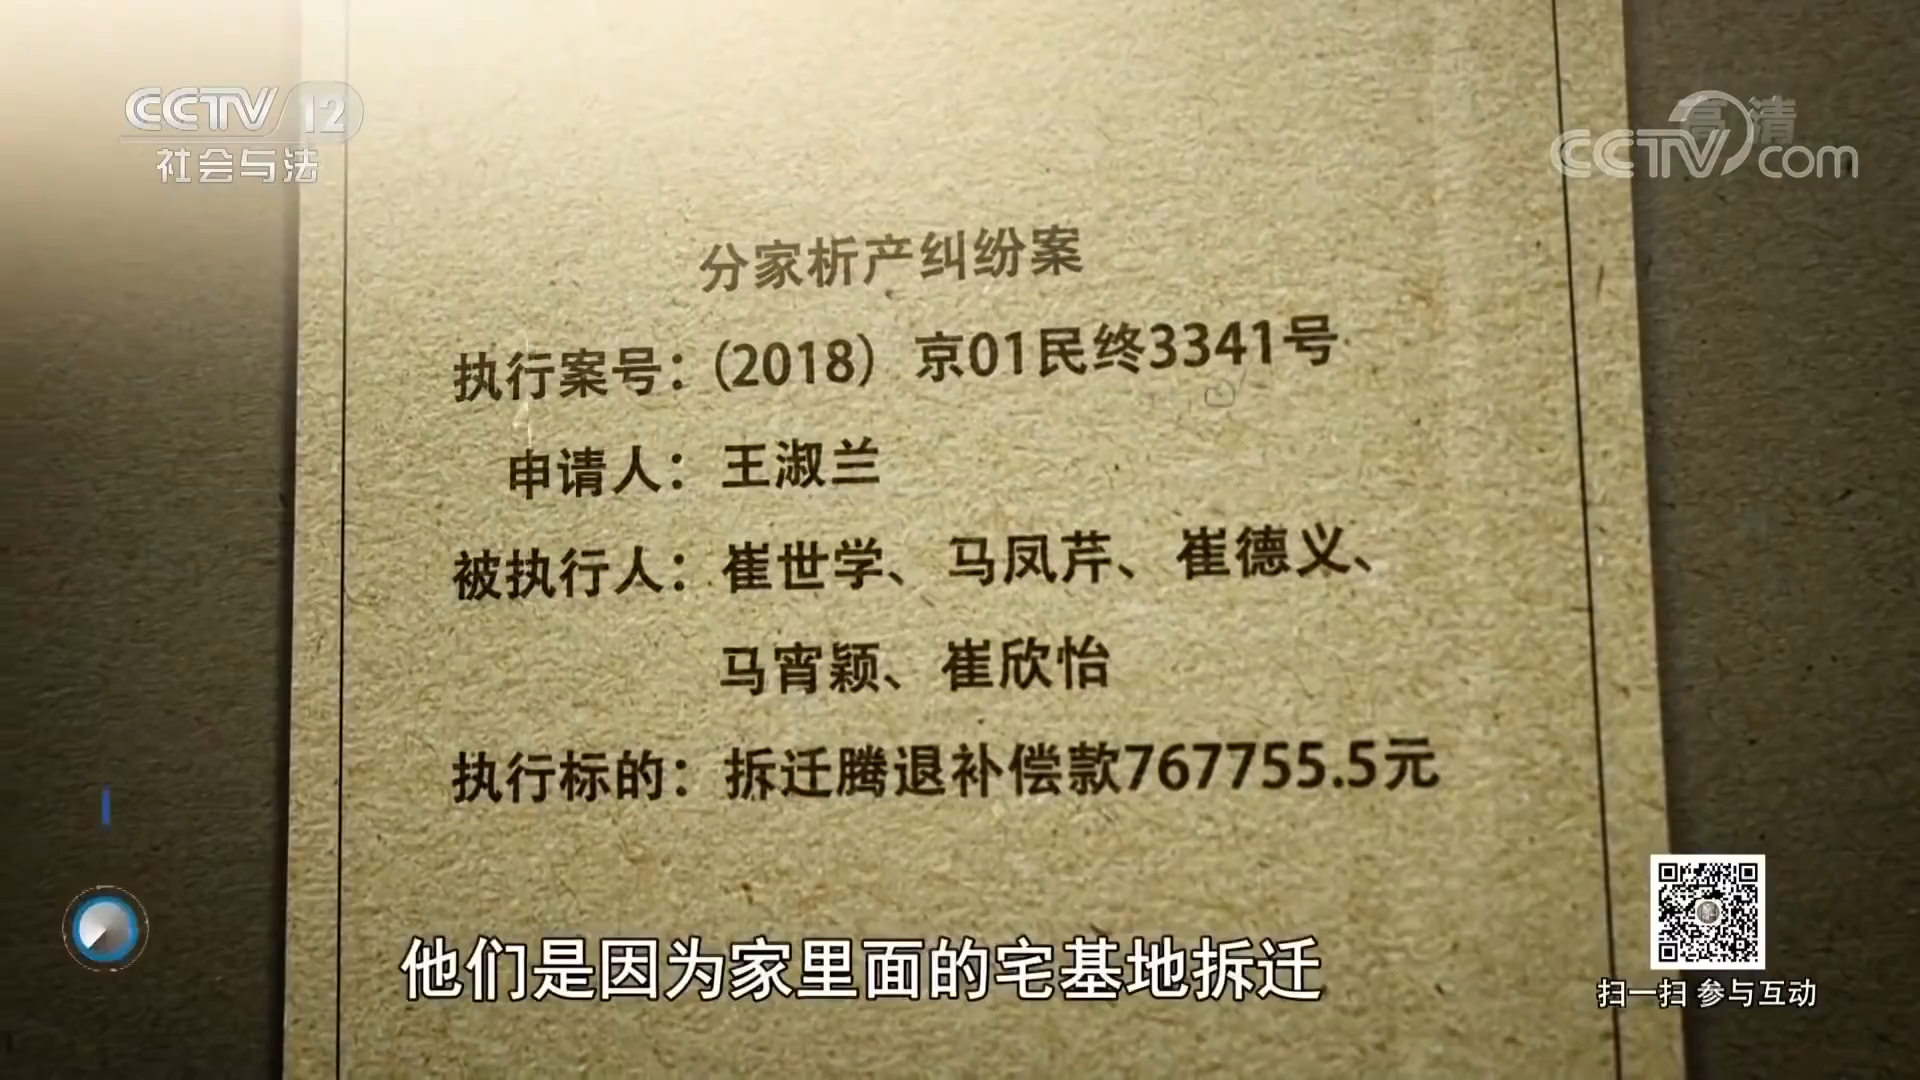 CCTV 12
社会与法
高清
CCTV com
分家析产纠纷案
执行案号：(2018）京01民终3341号
申请人：王淑兰
被执行人：崔世学、马凤芹、崔德义、
马宵颖、崔欣怡
执行标的：拆迁腾退补偿款767755.5元
他们是因为家里面的宅基地拆迁
扫一扫 参与互动